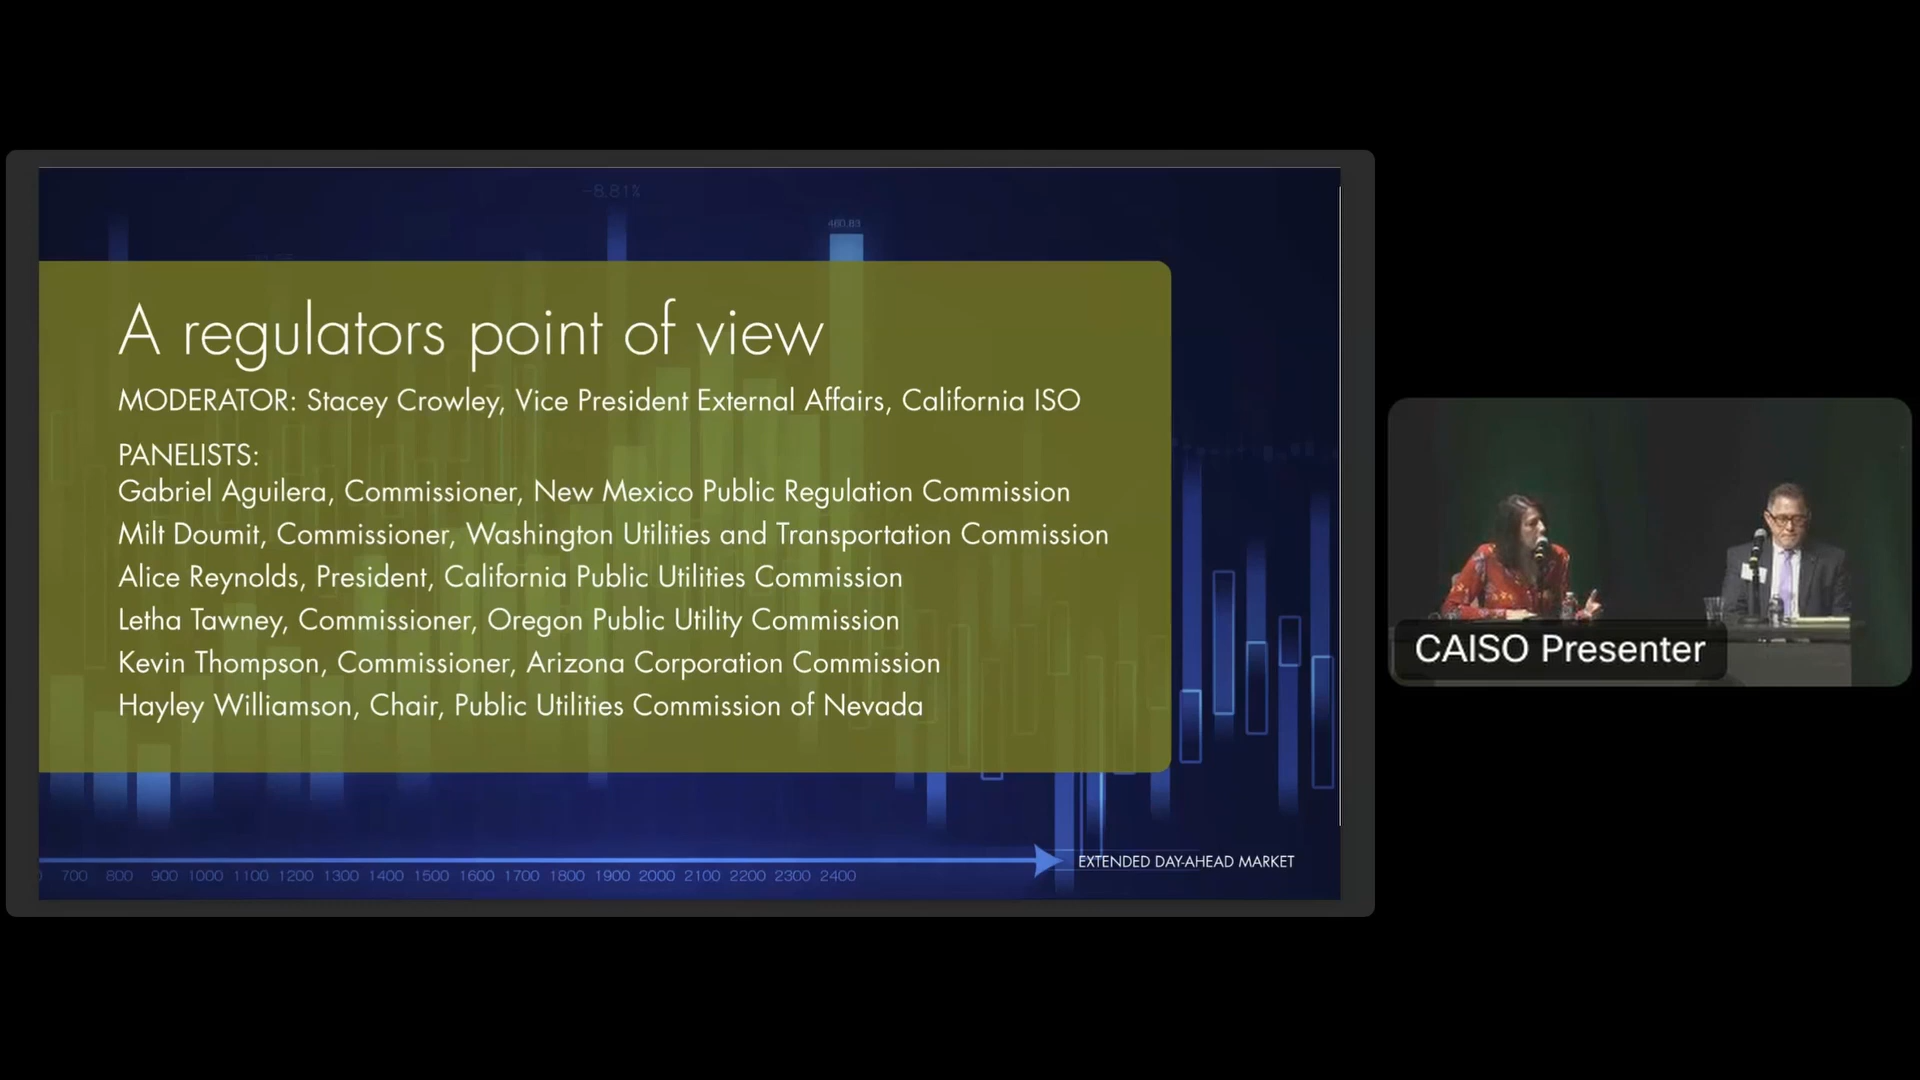 -8.81%
460.83
A regulators point of view
MODERATOR: Stacey Crowley, Vice President External Affairs, California ISO
PANELISTS:
Gabriel Aguilera, Commissioner, New Mexico Public Regulation Commission
Milt Doumit, Commissioner, Washington Utilities and Transportation Commission
Alice Reynolds, President, California Public Utilities Commission
Letha Tawney, Commissioner, Oregon Public Utility Commission
Kevin Thompson, Commissioner, Arizona Corporation Commission
Hayley Williamson, Chair, Public Utilities Commission of Nevada
CAISO Presenter
EXTENDED DAY-AHEAD MARKET
700 800 900 1000 1100 1200 1300 1400 1500 1600 1700 1800 1900 2000 2100 2200 2300 2400